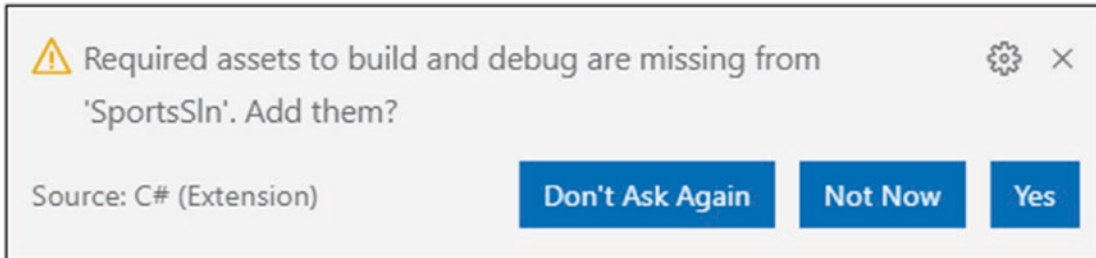 Required assets to build and debug are missing from
'SportsSln'. Add them?
Source: C# (Extension)
Don't Ask Again
Not Now
Yes